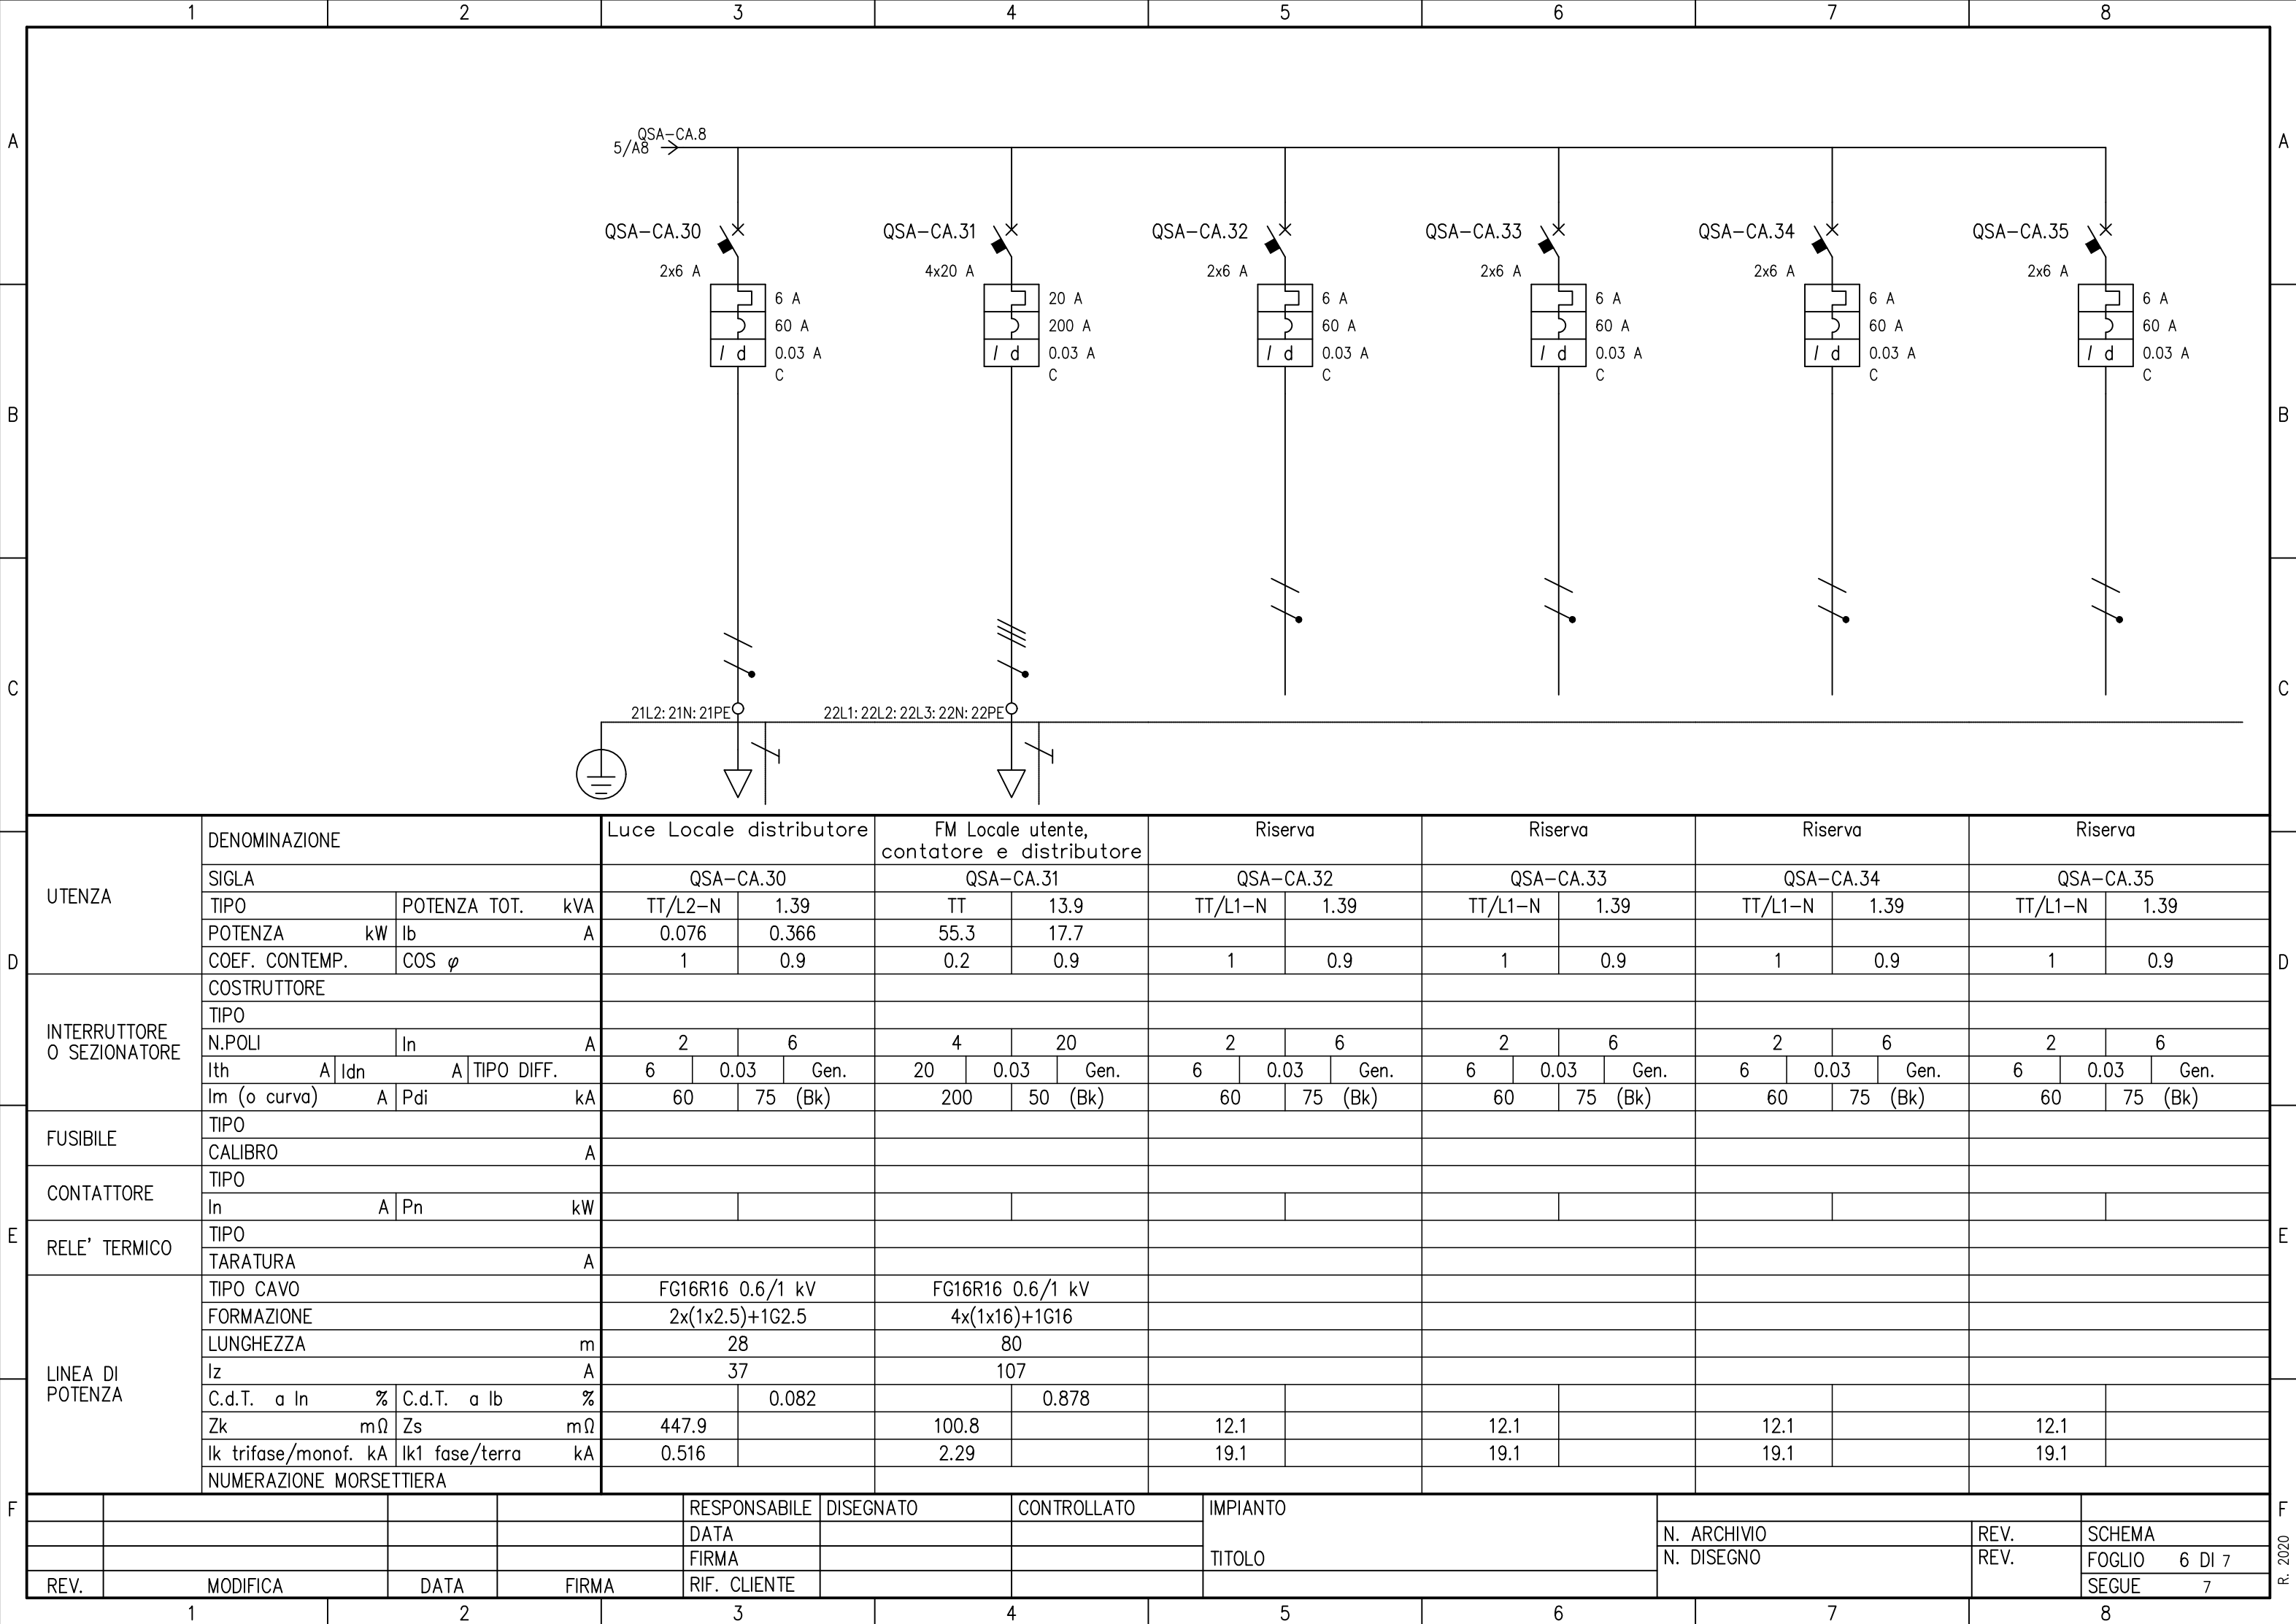 1 2 3 4 5 6 7 8
A A
QSA-CA.8
5/A8
QSA-CA.30 QSA-CA.31 QSA-CA.32 QSA-CA.33 QSA-CA.34 QSA-CA.35
2x6 A 4x20 A 2x6 A 2x6 A 2x6 A 2x6 A
6 A 20 A 6 A 6 A 6 A 6 A
60 A 200 A 60 A 60 A 60 A 60 A
I d 0.03 A I d 0.03 A I d 0.03 A I d 0.03 A I d 0.03 A I d 0.03 A
C C C C C C
B B
C C
21L2:21N:21PE 22L1:22L2:22L3:22N:22PE
UTENZA
DENOMINAZIONE Luce Locale distributore FM Locale utente, Riserva Riserva Riserva Riserva
contatore e distributore
SIGLA QSA-CA.30 QSA-CA.31 QSA-CA.32 QSA-CA.33 QSA-CA.34 QSA-CA.35
TIPO POTENZA TOT. kVA TT/L2-N 1.39 TT 13.9 TT/L1-N 1.39 TT/L1-N 1.39 TT/L1-N 1.39 TT/L1-N 1.39
POTENZA kW Ib A 0.076 0.366 55.3 17.7
D COEF. CONTEMP. COS φ 1 0.9 0.2 0.9 1 0.9 1 0.9 1 0.9 1 0.9 D
INTERRUTTORE
O SEZIONATORE
COSTRUTTORE
TIPO
N.POLI In A 2 6 4 20 2 6 2 6 2 6 2 6
Ith A Idn A TIPO DIFF. 6 0.03 Gen. 20 0.03 Gen. 6 0.03 Gen. 6 0.03 Gen. 6 0.03 Gen. 6 0.03 Gen.
Im (o curva) A Pdi kA 60 75 (Bk) 200 50 (Bk) 60 75 (Bk) 60 75 (Bk) 60 75 (Bk) 60 75 (Bk)
FUSIBILE
TIPO
CALIBRO A
CONTATTORE
TIPO
In A Pn kW
E E
RELE' TERMICO
TIPO
TARATURA A
LINEA DI
POTENZA
TIPO CAVO FG16R16 0.6/1 kV FG16R16 0.6/1 kV
FORMAZIONE 2x(1x2.5)+1G2.5 4x(1x16)+1G16
LUNGHEZZA m 28 80
Iz A 37 107
C.d.T. a In % C.d.T. a Ib % 0.082 0.878
Zk mΩ Zs mΩ 447.9 100.8 12.1 12.1 12.1 12.1
Ik trifase/monof. kA Ik1 fase/terra kA 0.516 2.29 19.1 19.1 19.1 19.1
NUMERAZIONE MORSETTIERA
F F
RESPONSABILE DISEGNATO CONTROLLATO IMPIANTO
DATA N. ARCHIVIO REV. SCHEMA
FIRMA TITOLO N. DISEGNO REV. FOGLIO 6 DI 7
REV. MODIFICA DATA FIRMA RIF. CLIENTE SEGUE 7
R. 2020
1 2 3 4 5 6 7 8